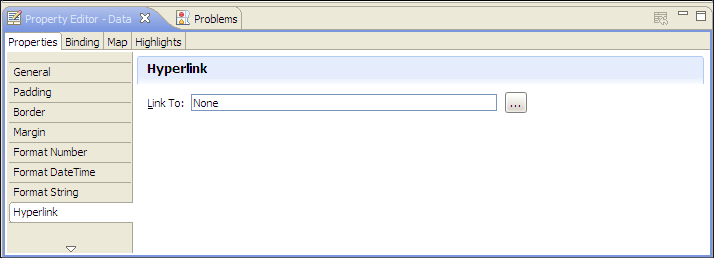 Property Editor - Data Problems
Properties Binding Map Highlights
General
Padding
Border
Margin
Format Number
Format DateTime
Format String
Hyperlink
Hyperlink
Link To: None ...